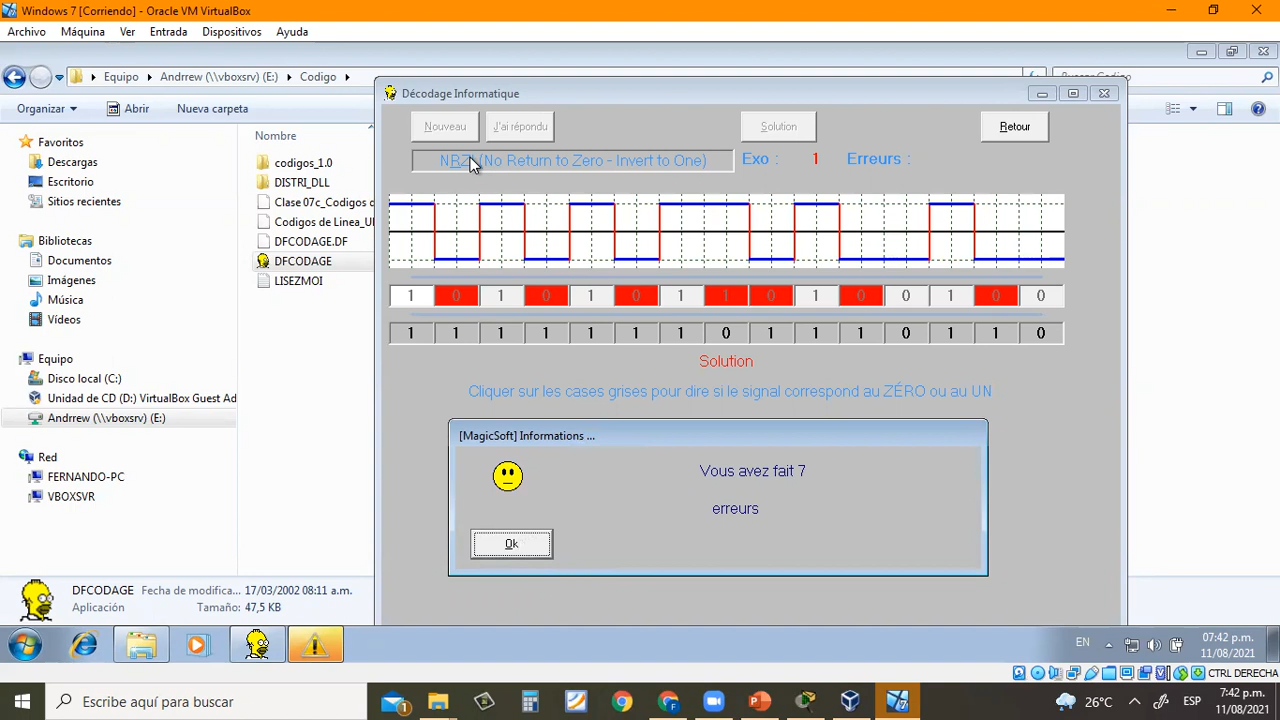 Windows 7 [Corriendo] - Oracle VM VirtualBox
Archivo Máquina Ver Entrada Dispositivos Ayuda
Equipo Andrrew (\\vboxsrv) (E:) Codigo
Organizar Abrir Nueva carpeta
Favoritos
Descargas
Escritorio
Sitios recientes
Bibliotecas
Documentos
Imágenes
Música
Vídeos
Equipo
Disco local (C:)
Unidad de CD (D:) VirtualBox Guest Ad
Andrrew (\\vboxsrv) (E:)
Red
FERNANDO-PC
VBOXSVR
Nombre
codigos_1.0
DISTRI_DLL
Clase 07c_Codigos d
Codigos de Linea_U
DFCODAGE.DF
DFCODAGE
LISEZMOI
Décodage Informatique
Nouveau J'ai répondu Solution Retour
(No Return to Zero - Invert to One) Exo : 1 Erreurs :
1 0 1 0 1 0 1 1 0 1 0 0 1 0 0
1 1 1 1 1 1 1 0 1 1 1 0 1 1 0
Solution
Cliquer sur les cases grises pour dire si le signal correspond au ZÉRO ou au UN
[MagicSoft] Informations ...
Vous avez fait 7
erreurs
Ok
DFCODAGE Fecha de modifica... 17/03/2002 08:11 a.m.
Aplicación Tamaño: 47,5 KB
EN 07:42 p.m.
11/08/2021
CTRL DERECHA
Escribe aquí para buscar
26°C ESP 7:42 p.m.
11/08/2021